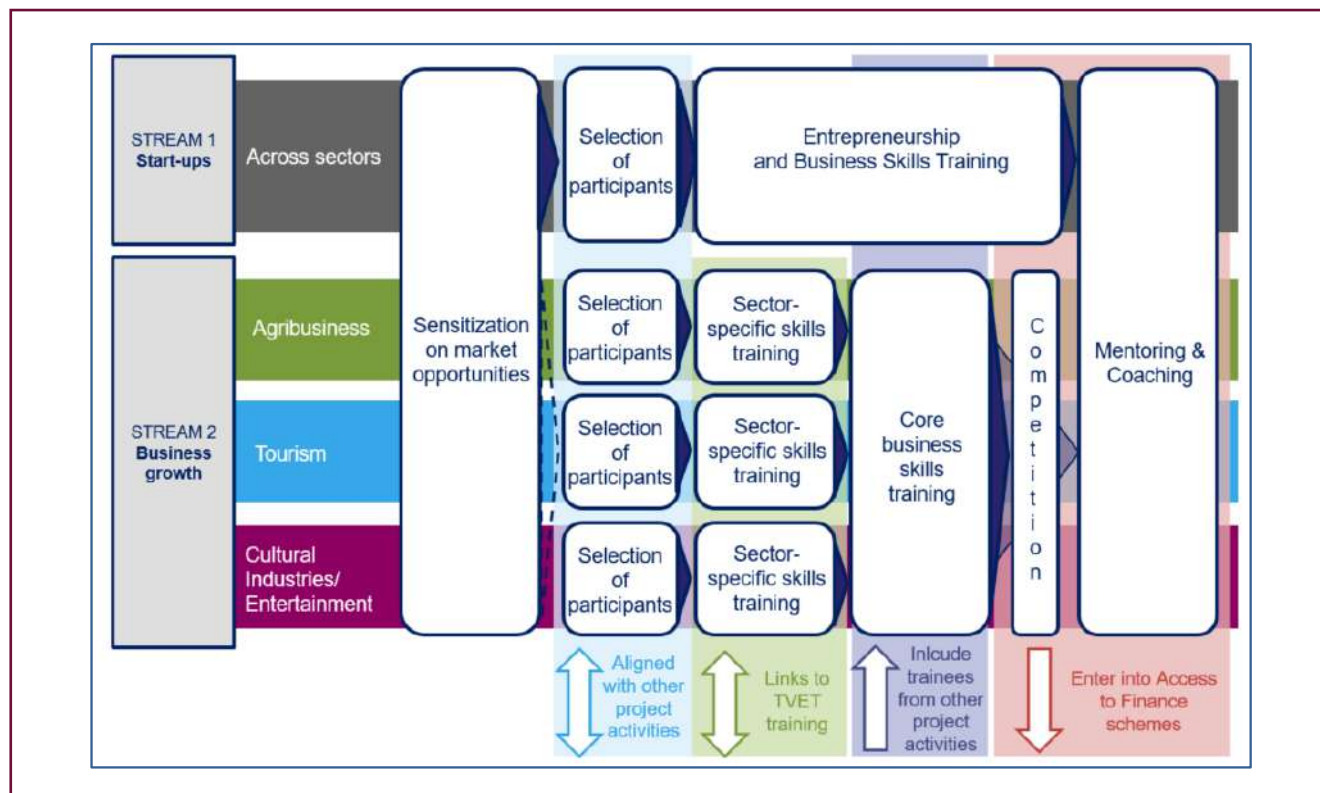 STREAM 1
Start-ups
Across sectors
Selection
of
participants
Entrepreneurship
and Business Skills Training
STREAM 2
Business
growth
Agribusiness
Tourism
Cultural
Industries/
Entertainment
Sensitization
on market
opportunities
Selection
of
participants
Sector-
specific skills
training
Selection
of
participants
Sector-
specific skills
training
Selection
of
participants
Sector-
specific skills
training
Core
business
skills
training
C
o
m
p
e
t
i
t
i
o
n
Mentoring &
Coaching
Aligned
with other
project
activities
Links to
TVET
training
Inlcude
trainees
from other
project
activities
Enter into Access
to Finance
schemes